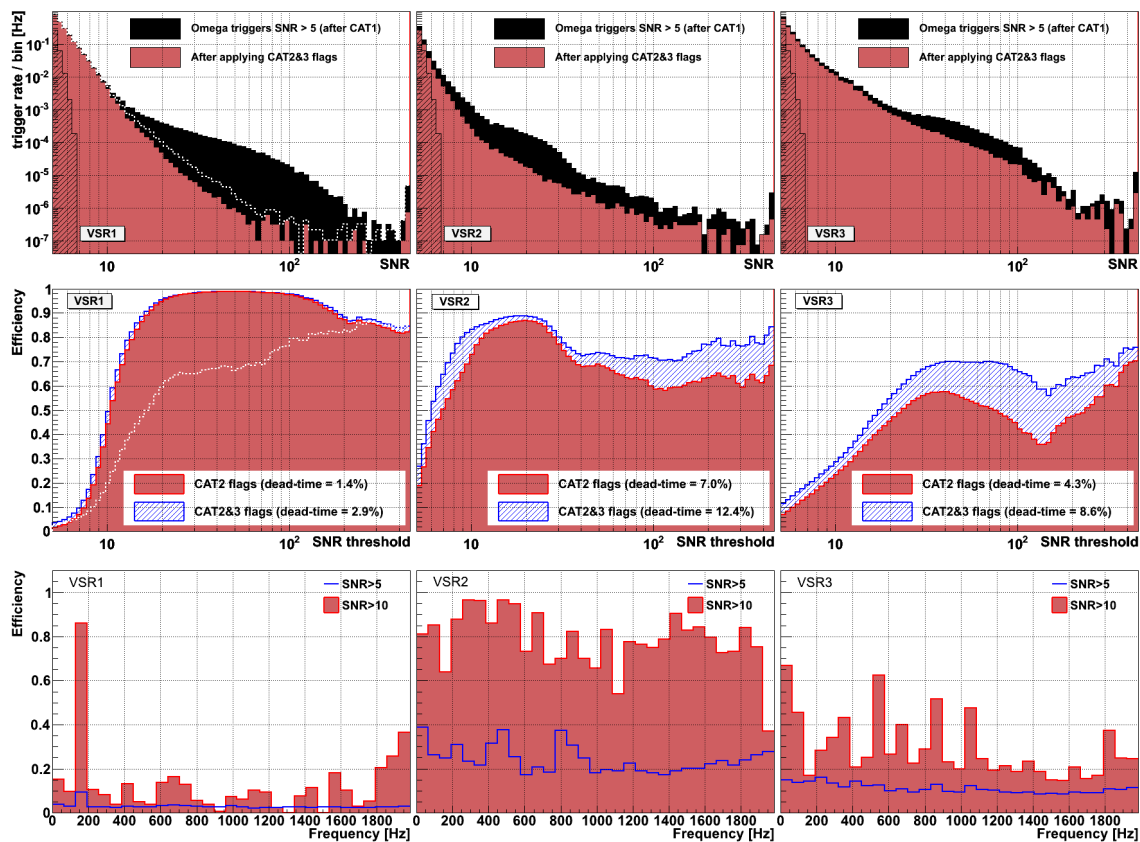 trigger rate / bin [Hz]
10⁻¹
10⁻²
10⁻³
10⁻⁴
10⁻⁵
10⁻⁶
10⁻⁷
Omega triggers SNR > 5 (after CAT1)
After applying CAT2&3 flags
VSR1
10
10²
SNR
Omega triggers SNR > 5 (after CAT1)
After applying CAT2&3 flags
VSR2
10
10²
SNR
Omega triggers SNR > 5 (after CAT1)
After applying CAT2&3 flags
VSR3
10
10²
SNR
Efficiency
1
0.9
0.8
0.7
0.6
0.5
0.4
0.3
0.2
0.1
0
VSR1
CAT2 flags (dead-time = 1.4%)
CAT2&3 flags (dead-time = 2.9%)
10
10²
SNR threshold
VSR2
CAT2 flags (dead-time = 7.0%)
CAT2&3 flags (dead-time = 12.4%)
10
10²
SNR threshold
VSR3
CAT2 flags (dead-time = 4.3%)
CAT2&3 flags (dead-time = 8.6%)
10
10²
SNR threshold
Efficiency
1
0.8
0.6
0.4
0.2
0
VSR1
SNR>5
SNR>10
0 200 400 600 800 1000 1200 1400 1600 1800
Frequency [Hz]
VSR2
SNR>5
SNR>10
200 400 600 800 1000 1200 1400 1600 1800
Frequency [Hz]
VSR3
SNR>5
SNR>10
0 200 400 600 800 1000 1200 1400 1600 1800
Frequency [Hz]